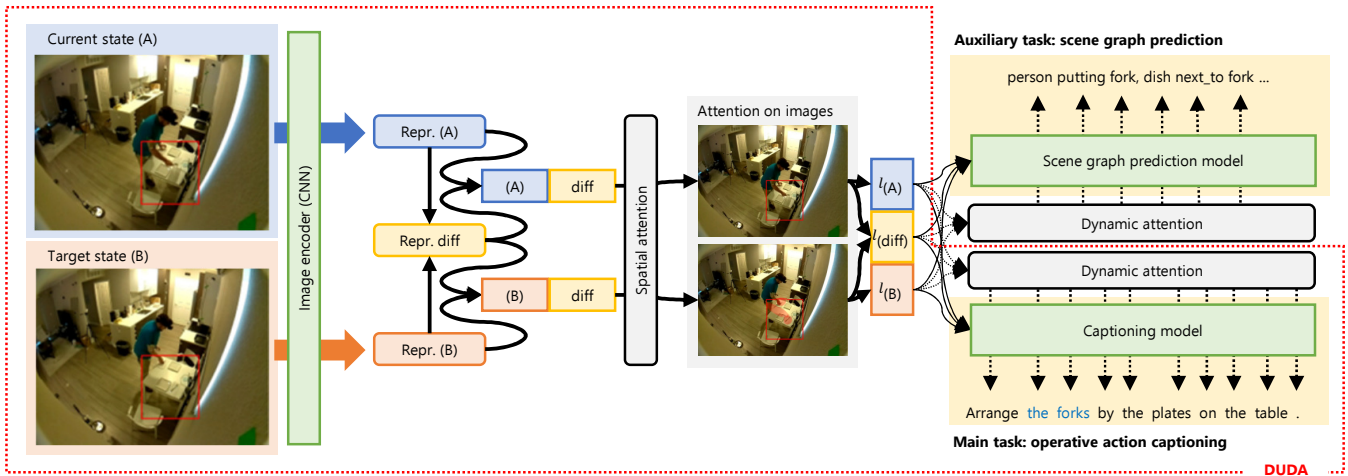 Current state (A)
Target state (B)
Image encoder (CNN)
Repr. (A)
Repr. diff
Repr. (B)
(A) diff
(B) diff
Spatial attention
Attention on images
l(A)
l(diff)
l(B)
Auxiliary task: scene graph prediction
person putting fork, dish next_to fork ...
Scene graph prediction model
Dynamic attention
Dynamic attention
Captioning model
Arrange the forks by the plates on the table .
Main task: operative action captioning
DUDA